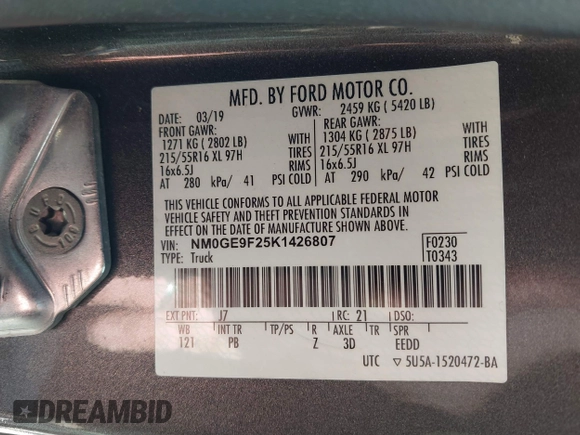 MFD. BY FORD MOTOR CO.
DATE: 03/19 GVWR: 2459 KG ( 5420 LB)
FRONT GAWR: REAR GAWR:
1271 KG ( 2802 LB) 1304 KG ( 2875 LB)
215/55R16 XL 97H TIRES 215/55R16 XL 97H TIRES
16x6.5J RIMS 16x6.5J RIMS
AT 280 kPa/ 41 PSI COLD AT 290 kPa/ 42 PSI COLD
THIS VEHICLE CONFORMS TO ALL APPLICABLE FEDERAL MOTOR
VEHICLE SAFETY AND THEFT PREVENTION STANDARDS IN
EFFECT ON THE DATE OF MANUFACTURE SHOWN ABOVE.
VIN: NM0GE9F25K1426807 F0230
TYPE: Truck T0343
EXT PNT: J7 RC: 21 DSO:
WB INT TR TP/PS R AXLE TR SPR
121 PB Z 3D EEDD
UTC 5U5A-1520472-BA
DREAMBID